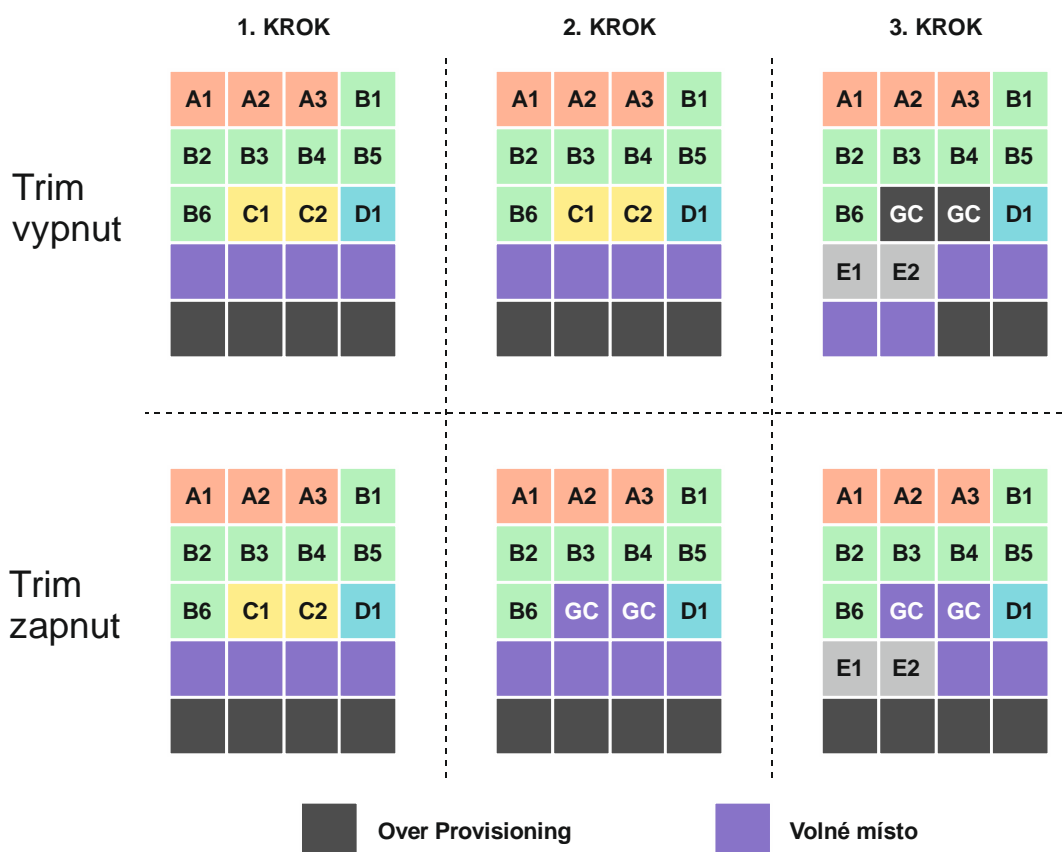 1. KROK 2. KROK 3. KROK
A1 A2 A3 B1 A1 A2 A3 B1 A1 A2 A3 B1
B2 B3 B4 B5 B2 B3 B4 B5 B2 B3 B4 B5
Trim
vypnut
B6 C1 C2 D1 B6 C1 C2 D1 B6 GC GC D1
E1 E2
A1 A2 A3 B1 A1 A2 A3 B1 A1 A2 A3 B1
B2 B3 B4 B5 B2 B3 B4 B5 B2 B3 B4 B5
Trim
zapnut
B6 C1 C2 D1 B6 GC GC D1 B6 GC GC D1
E1 E2
Over Provisioning Volné místo